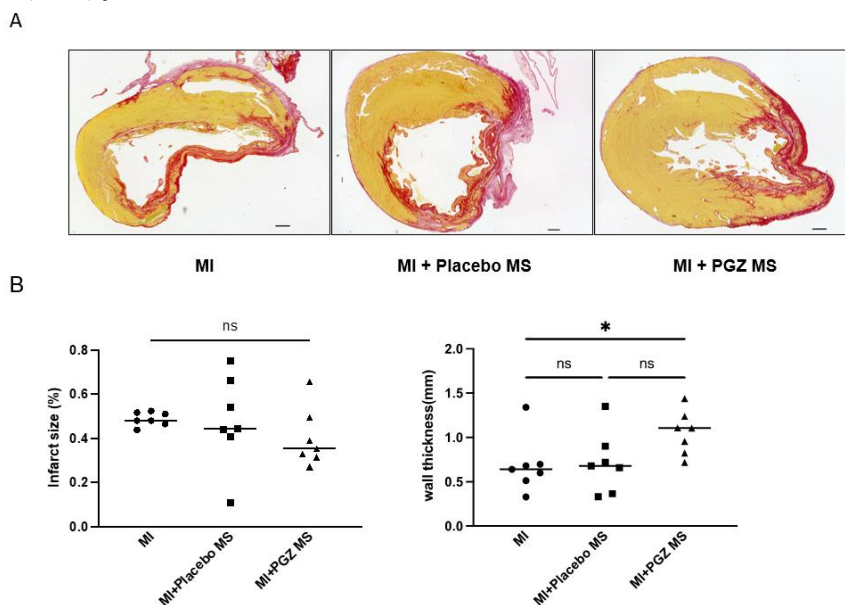 A
MI
MI + Placebo MS
MI + PGZ MS
B
ns
0.8
0.6
0.4
0.2
0.0
Infarct size (%)
MI
MI+Placebo MS
MI+PGZ MS
*
ns
ns
2.0
1.5
1.0
0.5
0.0
wall thickness(mm)
MI
MI+Placebo MS
MI+PGZ MS